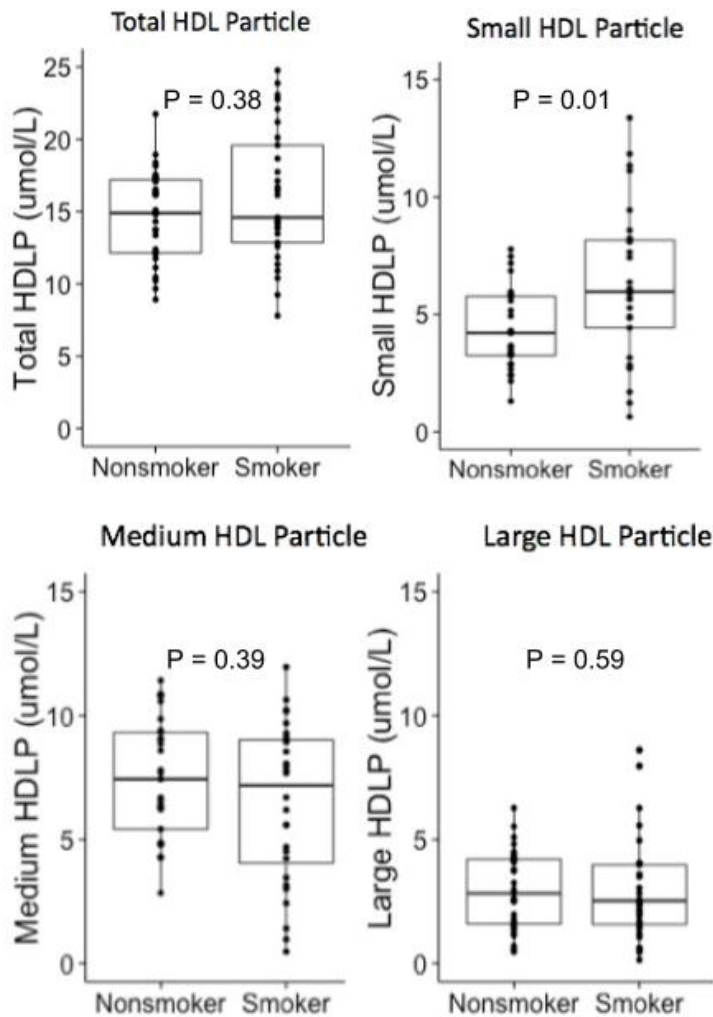 Total HDL Particle
Total HDLP (umol/L)
25
20
15
10
5
0
P = 0.38
Nonsmoker Smoker
Small HDL Particle
Small HDLP (umol/L)
15
10
5
0
P = 0.01
Nonsmoker Smoker
Medium HDL Particle
Medium HDLP (umol/L)
15
10
5
0
P = 0.39
Nonsmoker Smoker
Large HDL Particle
Large HDLP (umol/L)
15
10
5
0
P = 0.59
Nonsmoker Smoker